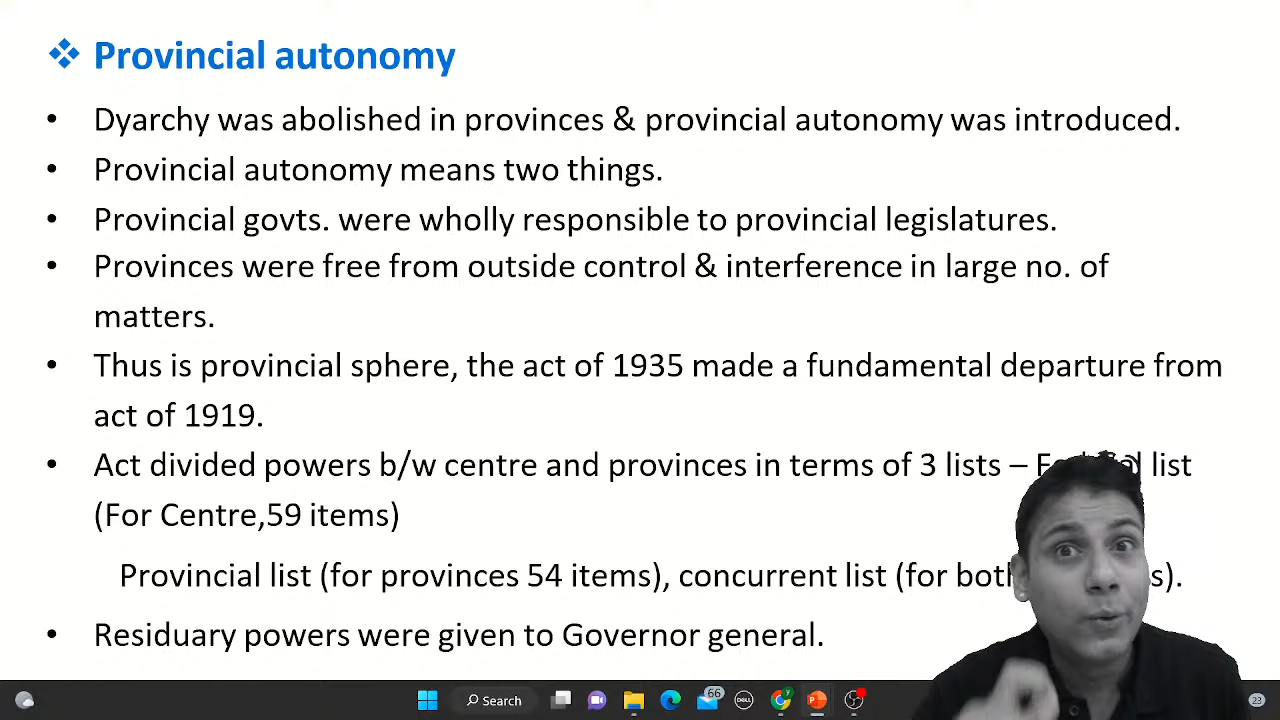 ❖ Provincial autonomy
• Dyarchy was abolished in provinces & provincial autonomy was introduced.
• Provincial autonomy means two things.
• Provincial govts. were wholly responsible to provincial legislatures.
• Provinces were free from outside control & interference in large no. of
matters.
• Thus is provincial sphere, the act of 1935 made a fundamental departure from
act of 1919.
• Act divided powers b/w centre and provinces in terms of 3 lists – list
(For Centre,59 items)
Provincial list (for provinces 54 items), concurrent list (for both
• Residuary powers were given to Governor general.
Search
66
DELL
23